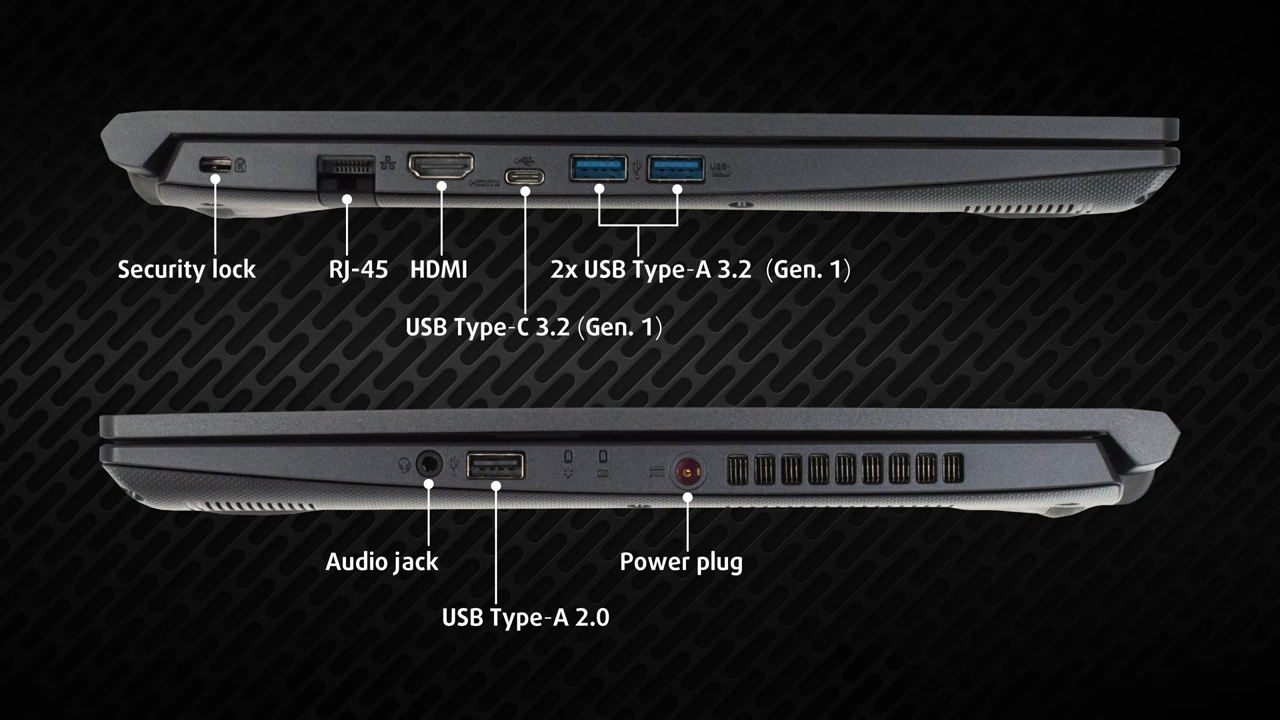 Security lock
RJ-45
HDMI
2x USB Type-A 3.2 (Gen. 1)
USB Type-C 3.2 (Gen. 1)
Audio jack
Power plug
USB Type-A 2.0